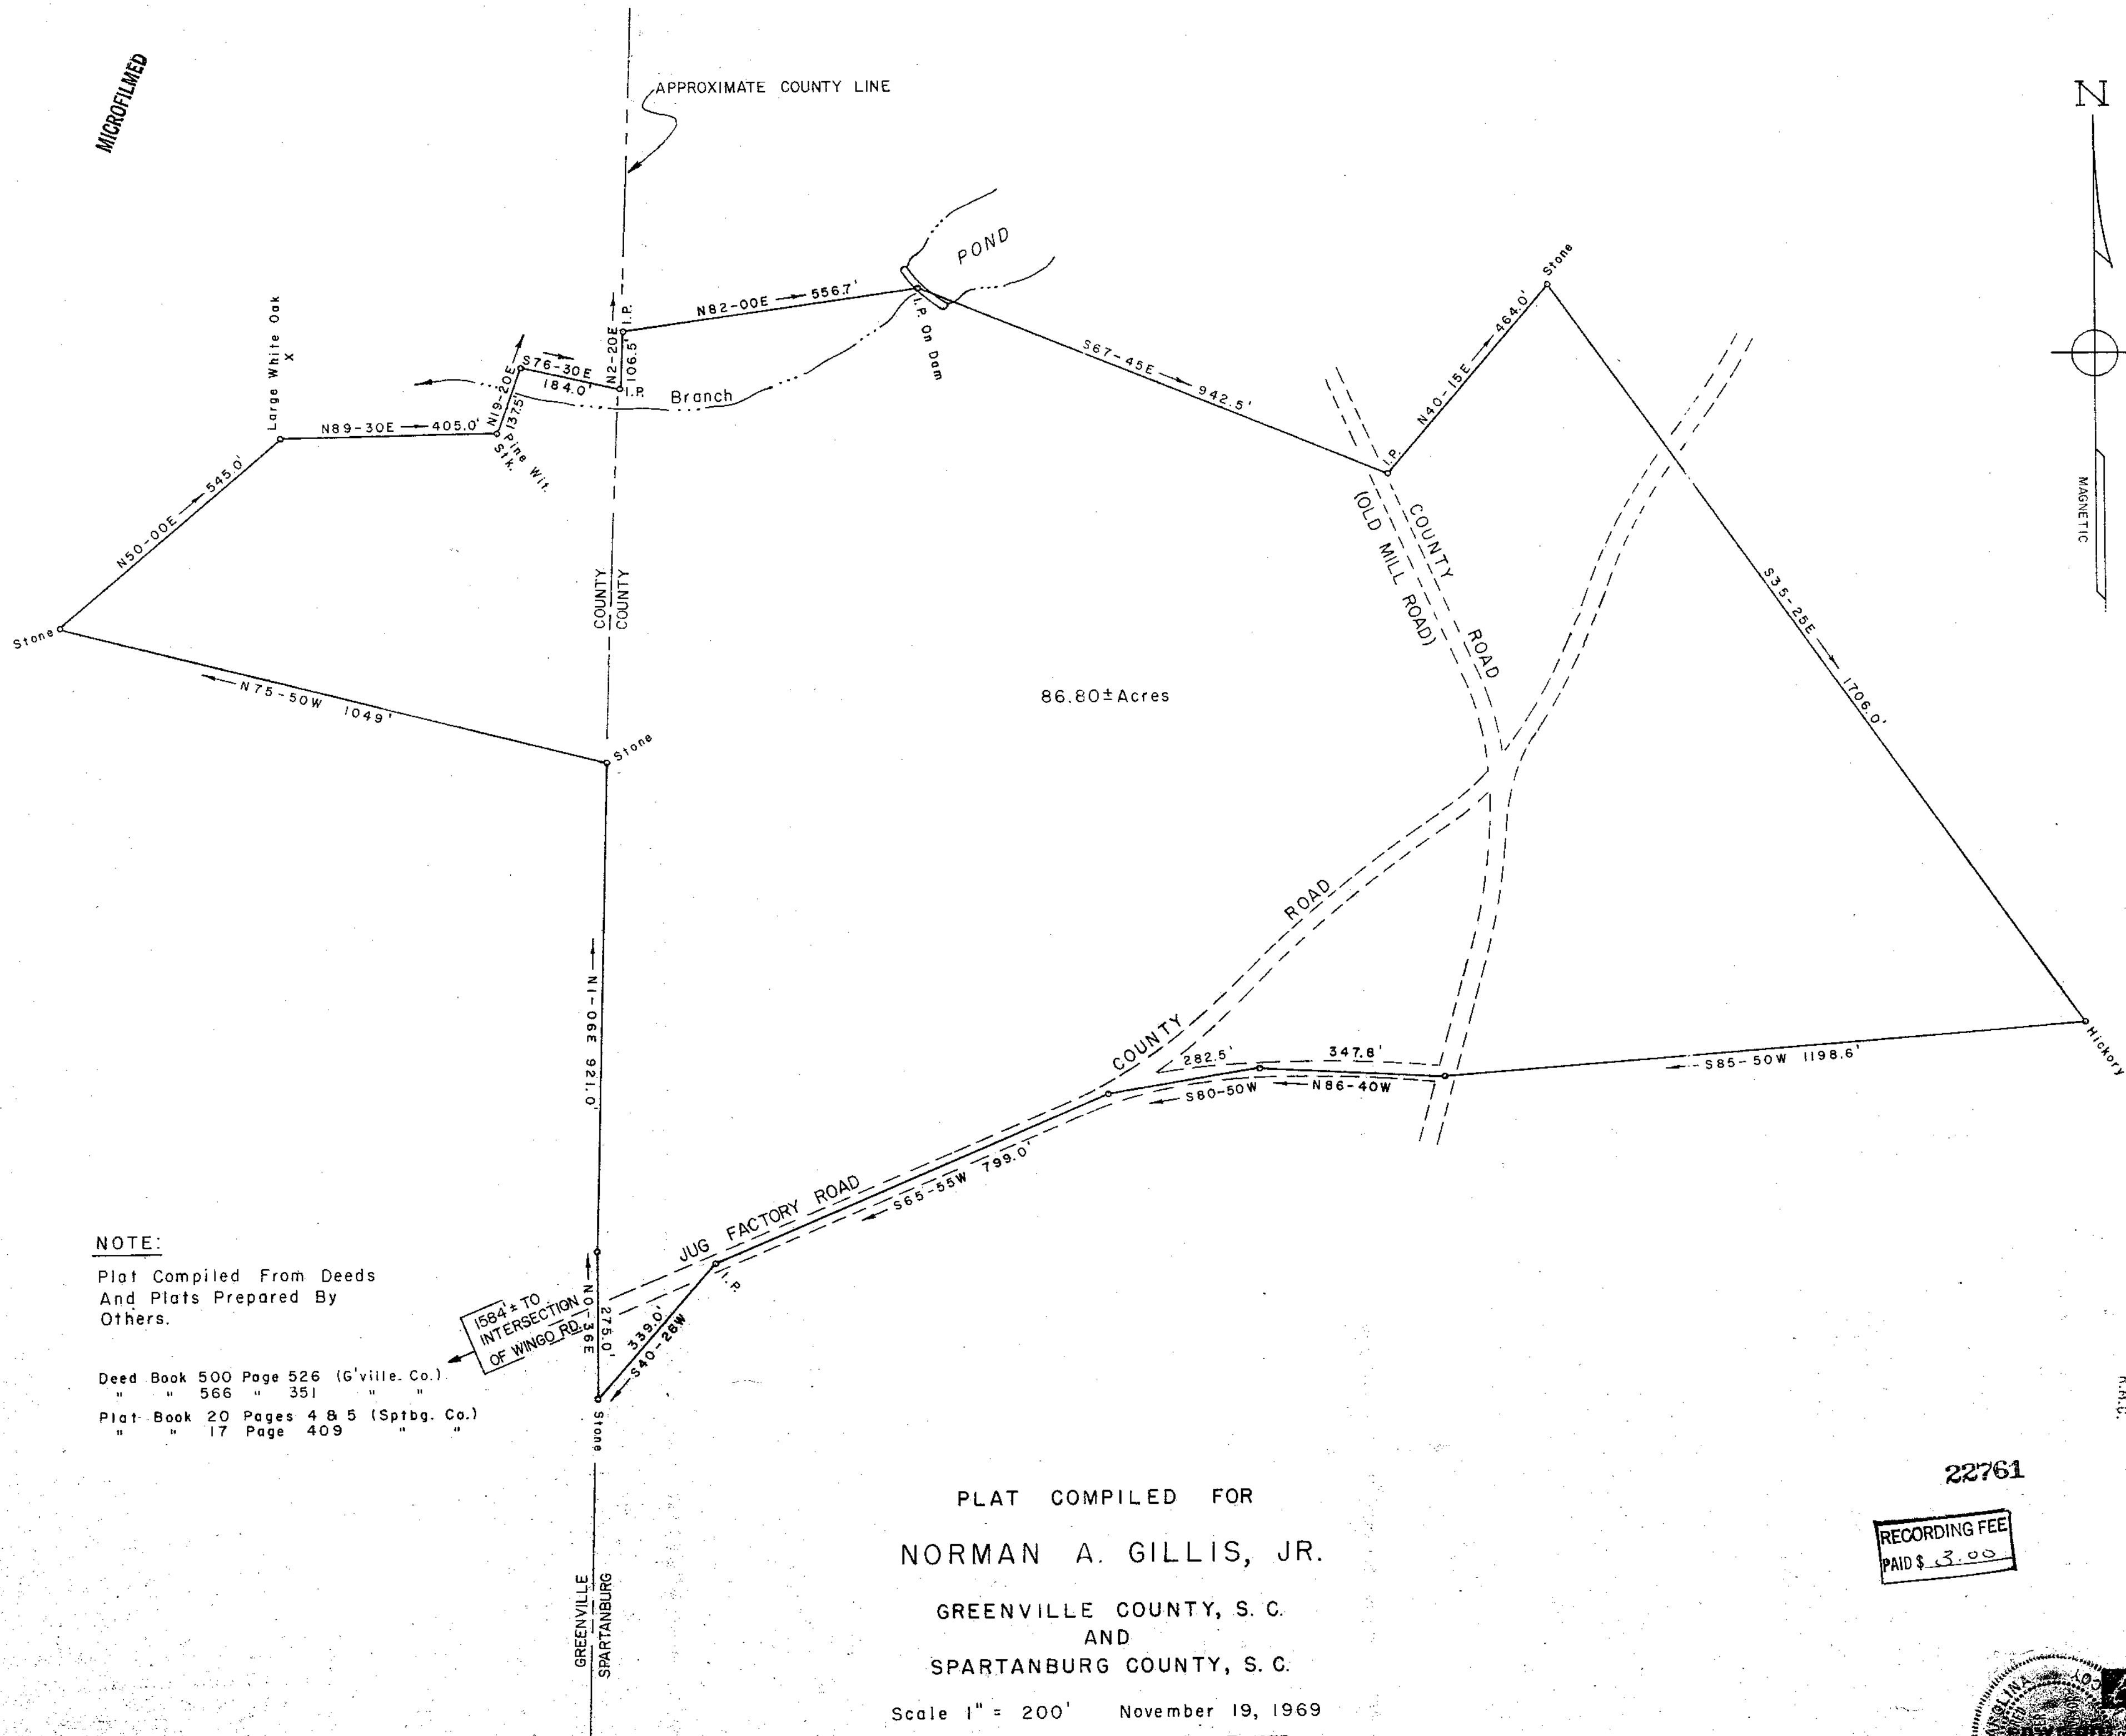 MICROFILMED
APPROXIMATE COUNTY LINE
N
MAGNETIC
POND
Stone
Large White Oak
X
N82-00E 556.7'
I.P.
N2-20E
106.5'
I.P.
I.P. On Dam
S76-30E
184.0'
N19-20E
137.5'
Branch
S67-45E 942.5'
N40-15E 464.0'
I.P.
N89-30E 405.0'
Pine Wit.
Stk.
N50-00E 545.0'
COUNTY ROAD
(OLD MILL ROAD)
S35-25E 1706.0'
COUNTY
COUNTY
Stone
N75-50W 1049'
86.80± Acres
Stone
ROAD
COUNTY
N1-06E 921.0'
282.5'
347.8'
S80-50W
N86-40W
S85-50W 1198.6'
Hickory
S65-55W 799.0'
JUG FACTORY ROAD
I.P.
NOTE:
Plat Compiled From Deeds
And Plats Prepared By
Others.
1584'± TO
INTERSECTION
OF WINGO RD.
N0-36E
275.0'
339.0'
S40-26W
Stone
Deed Book 500 Page 526 (G'ville. Co.)
" " 566 " 351 " "
Plat Book 20 Pages 4 & 5 (Sptbg. Co.)
" " 17 Page 409 " "
R.M.C.
22761
RECORDING FEE
PAID $ 3.00
PLAT COMPILED FOR
NORMAN A. GILLIS, JR.
GREENVILLE COUNTY, S. C.
AND
SPARTANBURG COUNTY, S. C.
Scale 1" = 200' November 19, 1969
GREENVILLE
SPARTANBURG